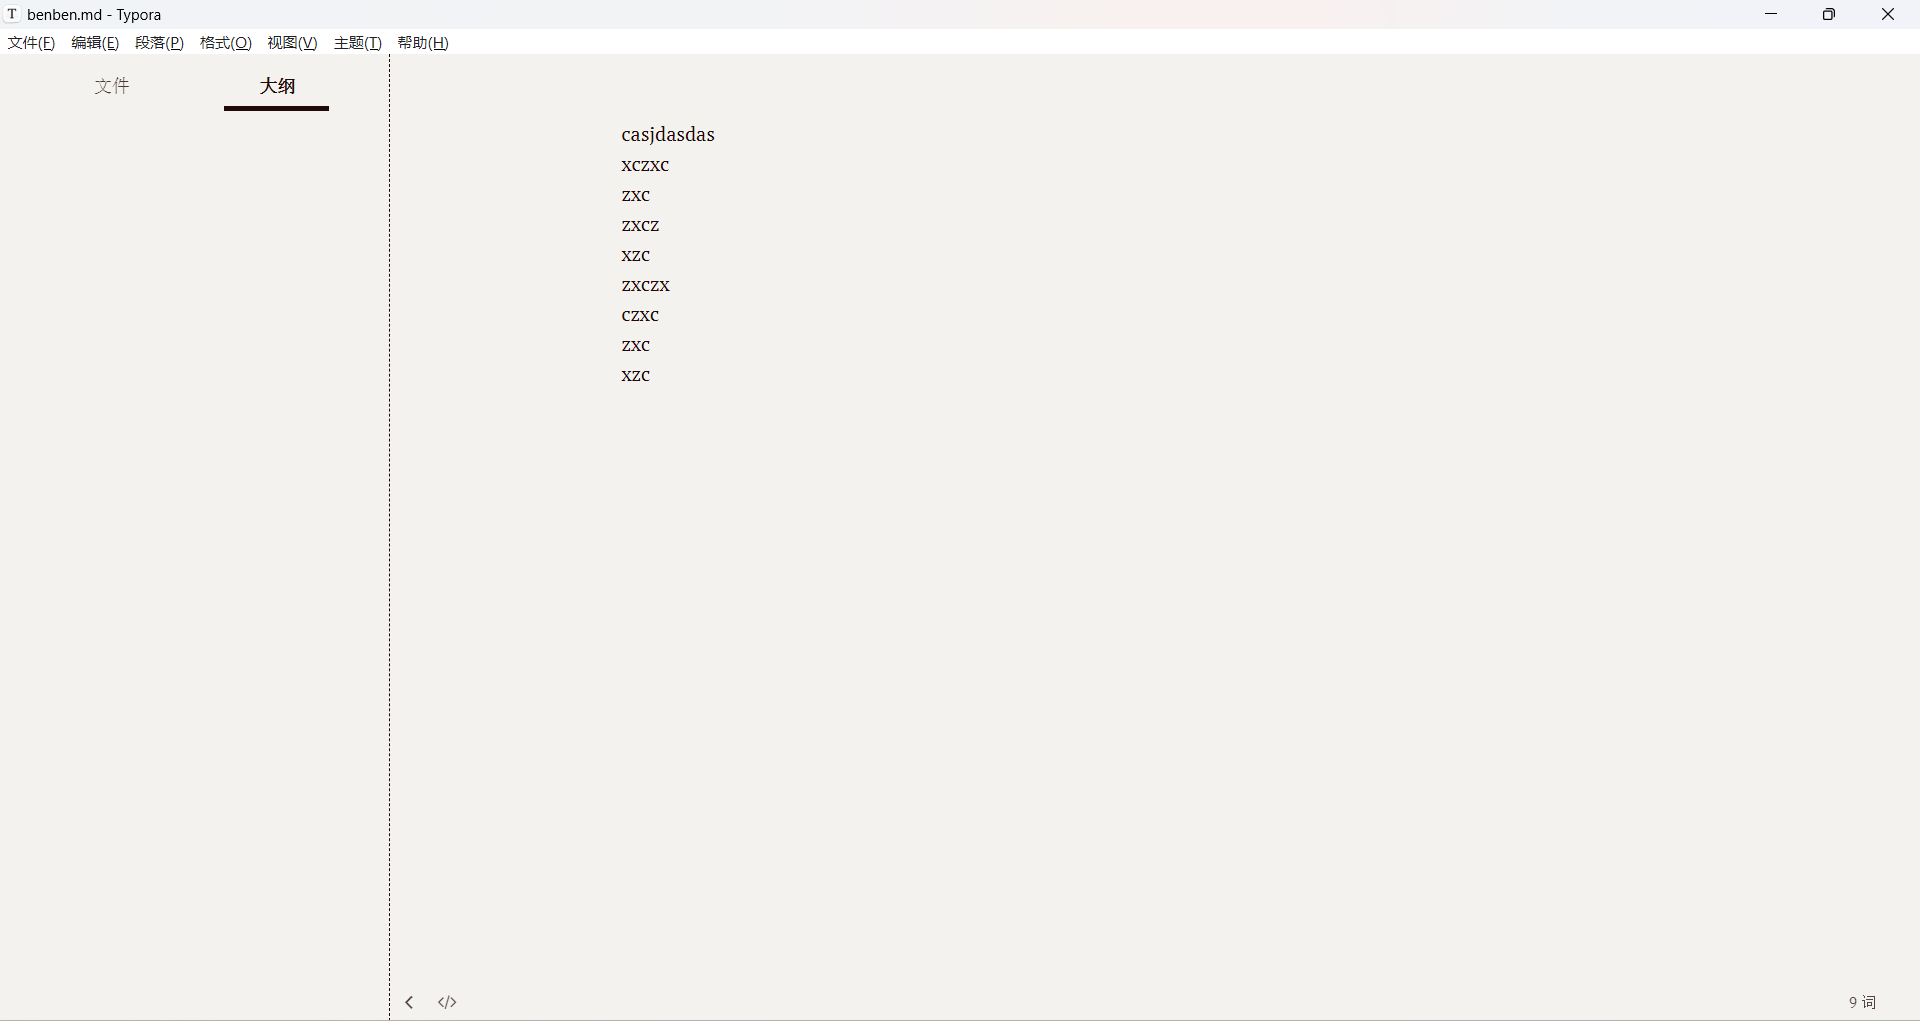 T benben.md - Typora
文件(F) 编辑(E) 段落(P) 格式(O) 视图(V) 主题(T) 帮助(H)
文件 大纲
casjdasdas
xczxc
zxc
zxcz
xzc
zxczx
czxc
zxc
xzc
</> 9 词